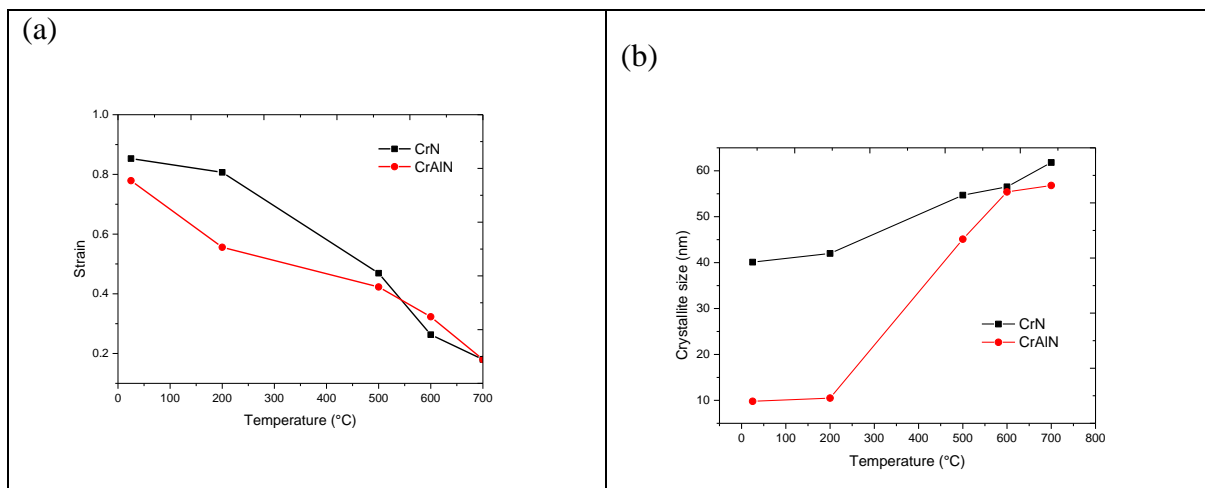 (a)
1.0
0.8
0.6
0.4
0.2
Strain
CrN
CrAlN
0 100 200 300 400 500 600 700
Temperature (°C)
(b)
60
50
40
30
20
10
Crystallite size (nm)
CrN
CrAlN
0 100 200 300 400 500 600 700 800
Temperature (°C)